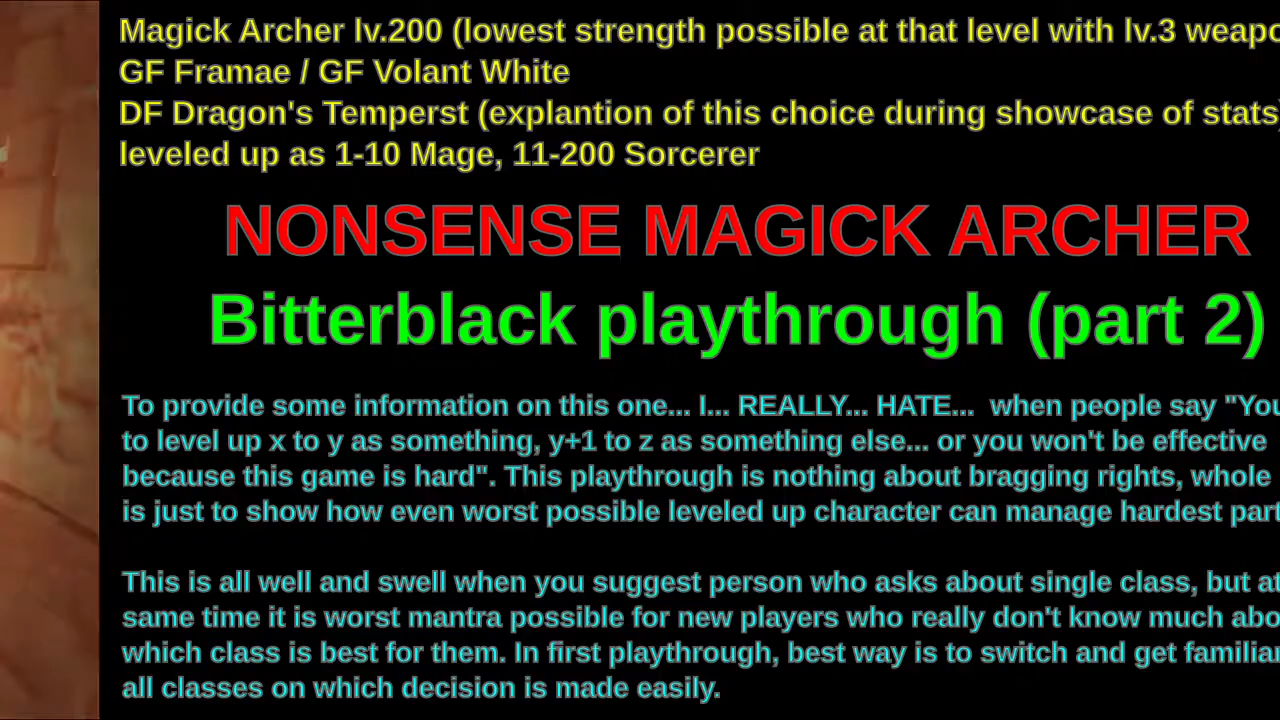 Magick Archer lv.200 (lowest strength possible at that level with lv.3
GF Framae / GF Volant White
DF Dragon's Temperst (explantion of this choice during showcase of stats
leveled up as 1-10 Mage, 11-200 Sorcerer
NONSENSE MAGICK ARCHER
Bitterblack playthrough (part 2)
To provide some information on this one... I... REALLY... HATE... when people say "You
to level up x to y as something, y+1 to z as something else... or you won't be effective
because this game is hard". This playthrough is nothing about bragging rights, whole
is just to show how even worst possible leveled up character can manage hardest part
This is all well and swell when you suggest person who asks about single class, but at
same time it is worst mantra possible for new players who really don't know much
which class is best for them. In first playthrough, best way is to switch and get
all classes on which decision is made easily.